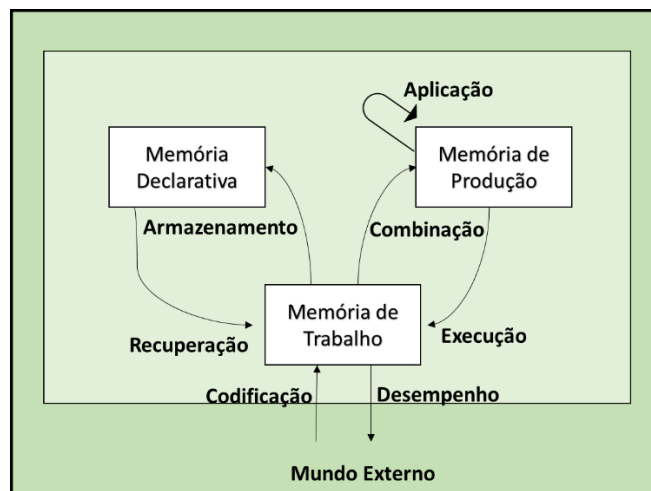 Aplicação
Memória
Declarativa
Memória de
Produção
Armazenamento
Combinação
Memória de
Trabalho
Recuperação
Execução
Codificação
Desempenho
Mundo Externo